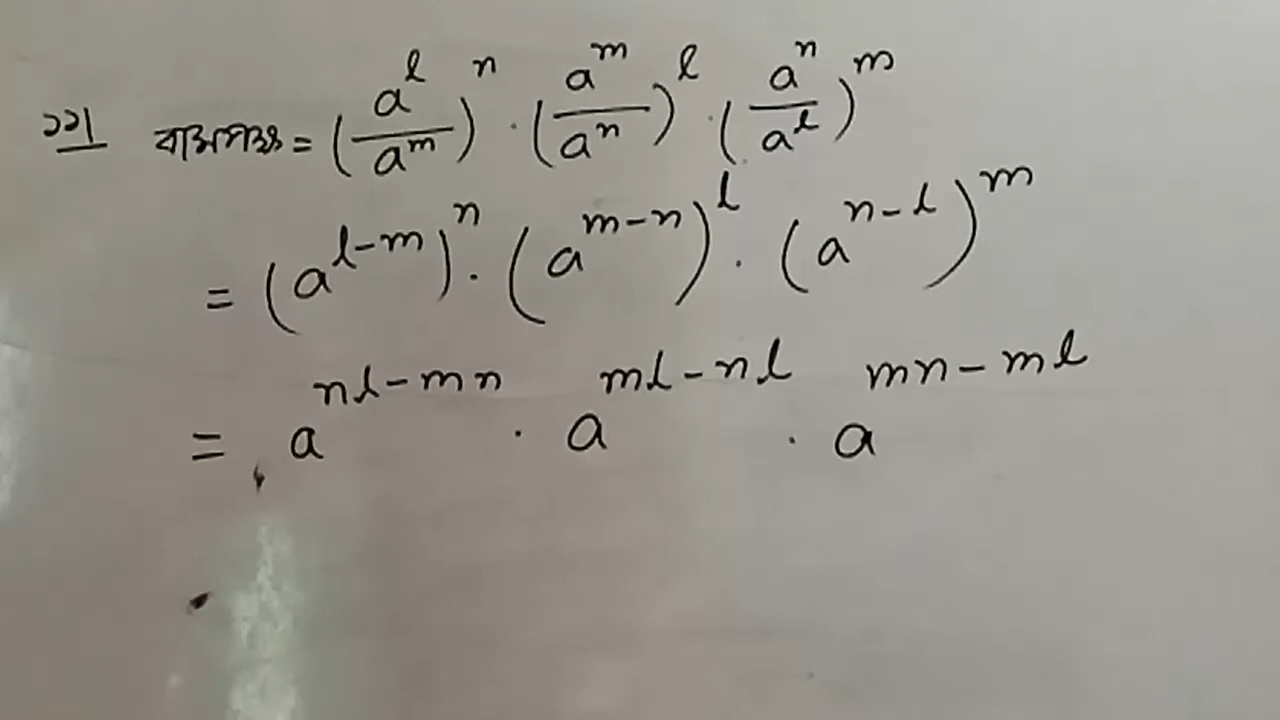 ১১। বামপক্ষ = (a^l / a^m)^n · (a^m / a^n)^l · (a^n / a^l)^m
= (a^{l-m})^n · (a^{m-n})^l · (a^{n-l})^m
= a^{nl-mn} · a^{ml-nl} · a^{mn-ml}